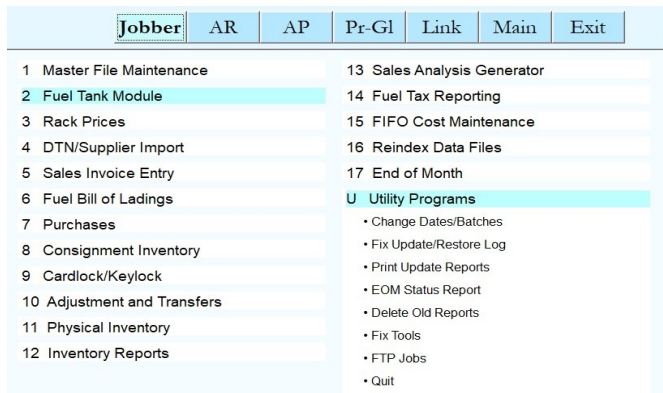 Jobber AR AP Pr-Gl Link Main Exit
1 Master File Maintenance
2 Fuel Tank Module
3 Rack Prices
4 DTN/Supplier Import
5 Sales Invoice Entry
6 Fuel Bill of Ladings
7 Purchases
8 Consignment Inventory
9 Cardlock/Keylock
10 Adjustment and Transfers
11 Physical Inventory
12 Inventory Reports
13 Sales Analysis Generator
14 Fuel Tax Reporting
15 FIFO Cost Maintenance
16 Reindex Data Files
17 End of Month
U Utility Programs
• Change Dates/Batches
• Fix Update/Restore Log
• Print Update Reports
• EOM Status Report
• Delete Old Reports
• Fix Tools
• FTP Jobs
• Quit